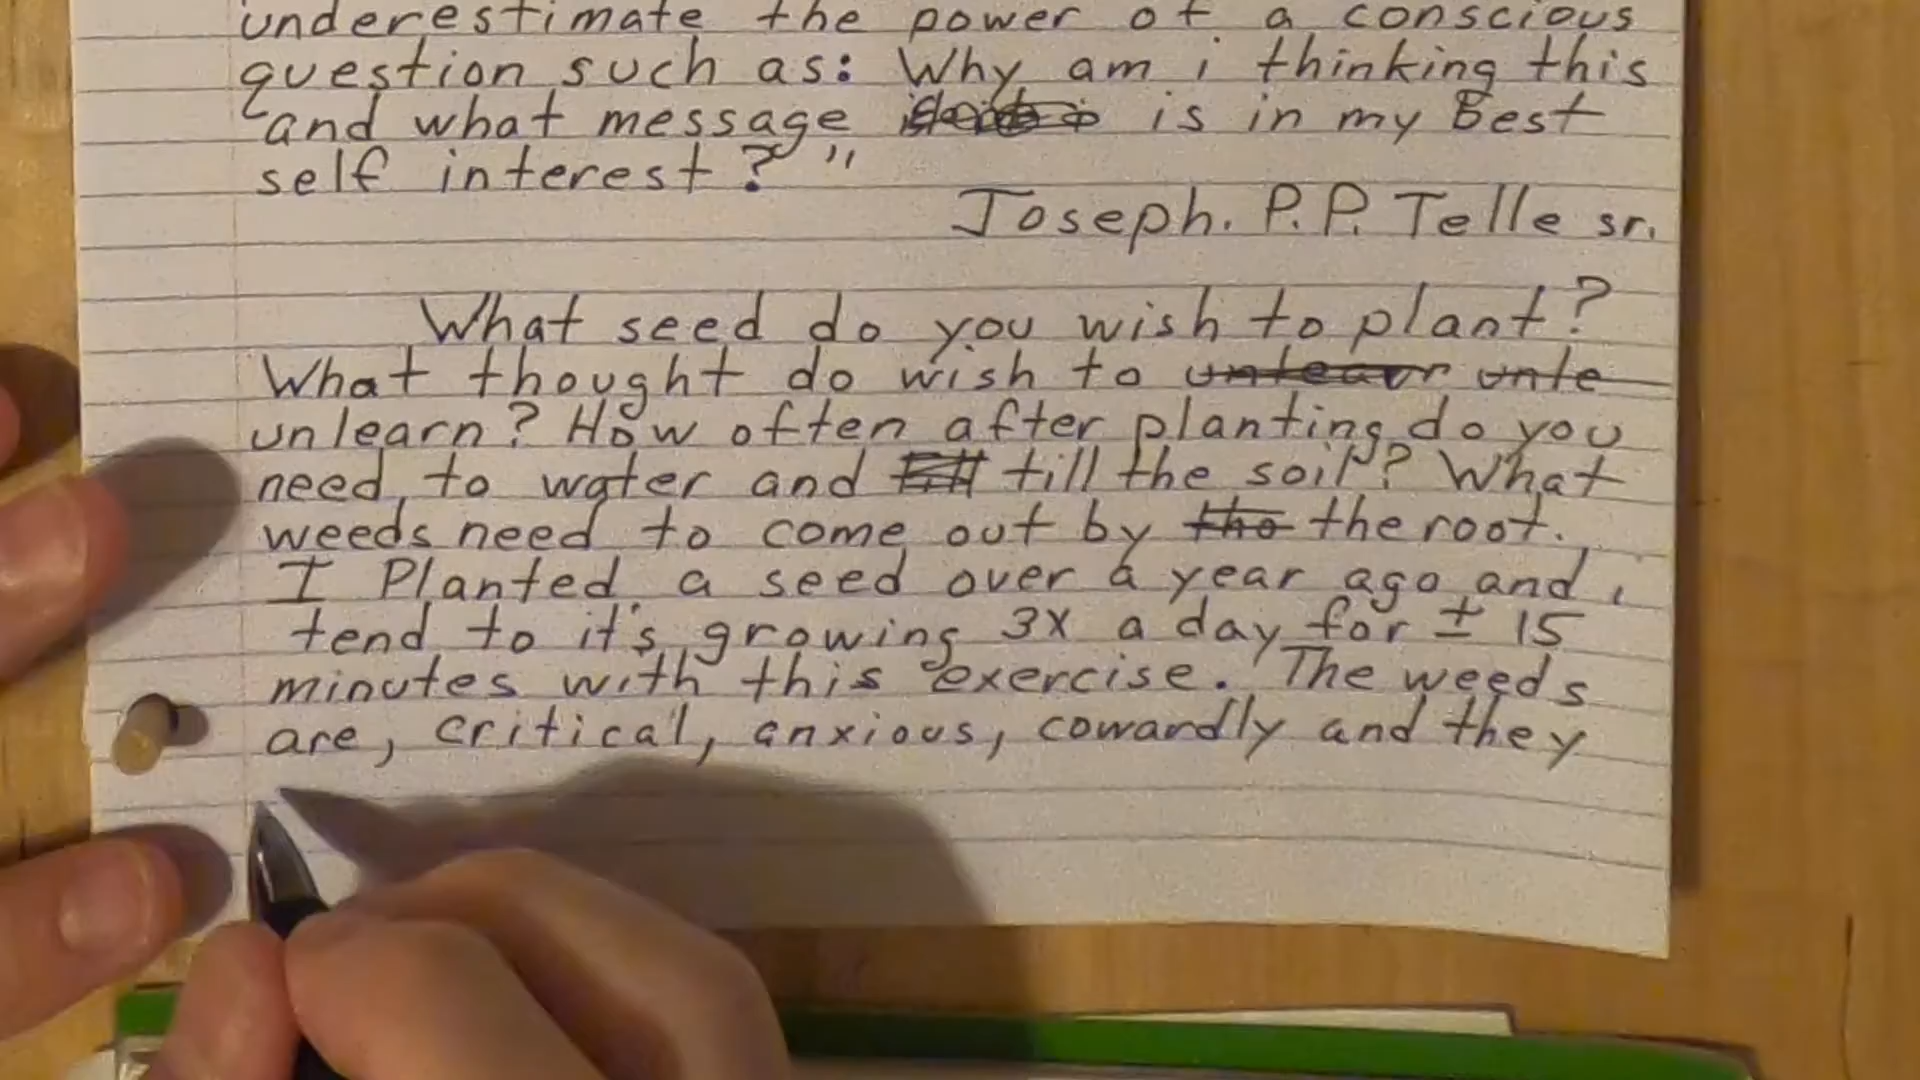 underestimate the power of a conscious
question such as: Why am i thinking this
and what message is in my Best
self interest? "
Joseph. P.P. Telle sr.
What seed do you wish to plant?
What thought do wish to unlearr unle
unlearn? How often after planting do you
need to water and till the soil? What
weeds need to come out by tho the root.
I Planted a seed over a year ago and i
tend to it's growing 3X a day for ± 15
minutes with this exercise. The weeds
are, critical, anxious, cowardly and they